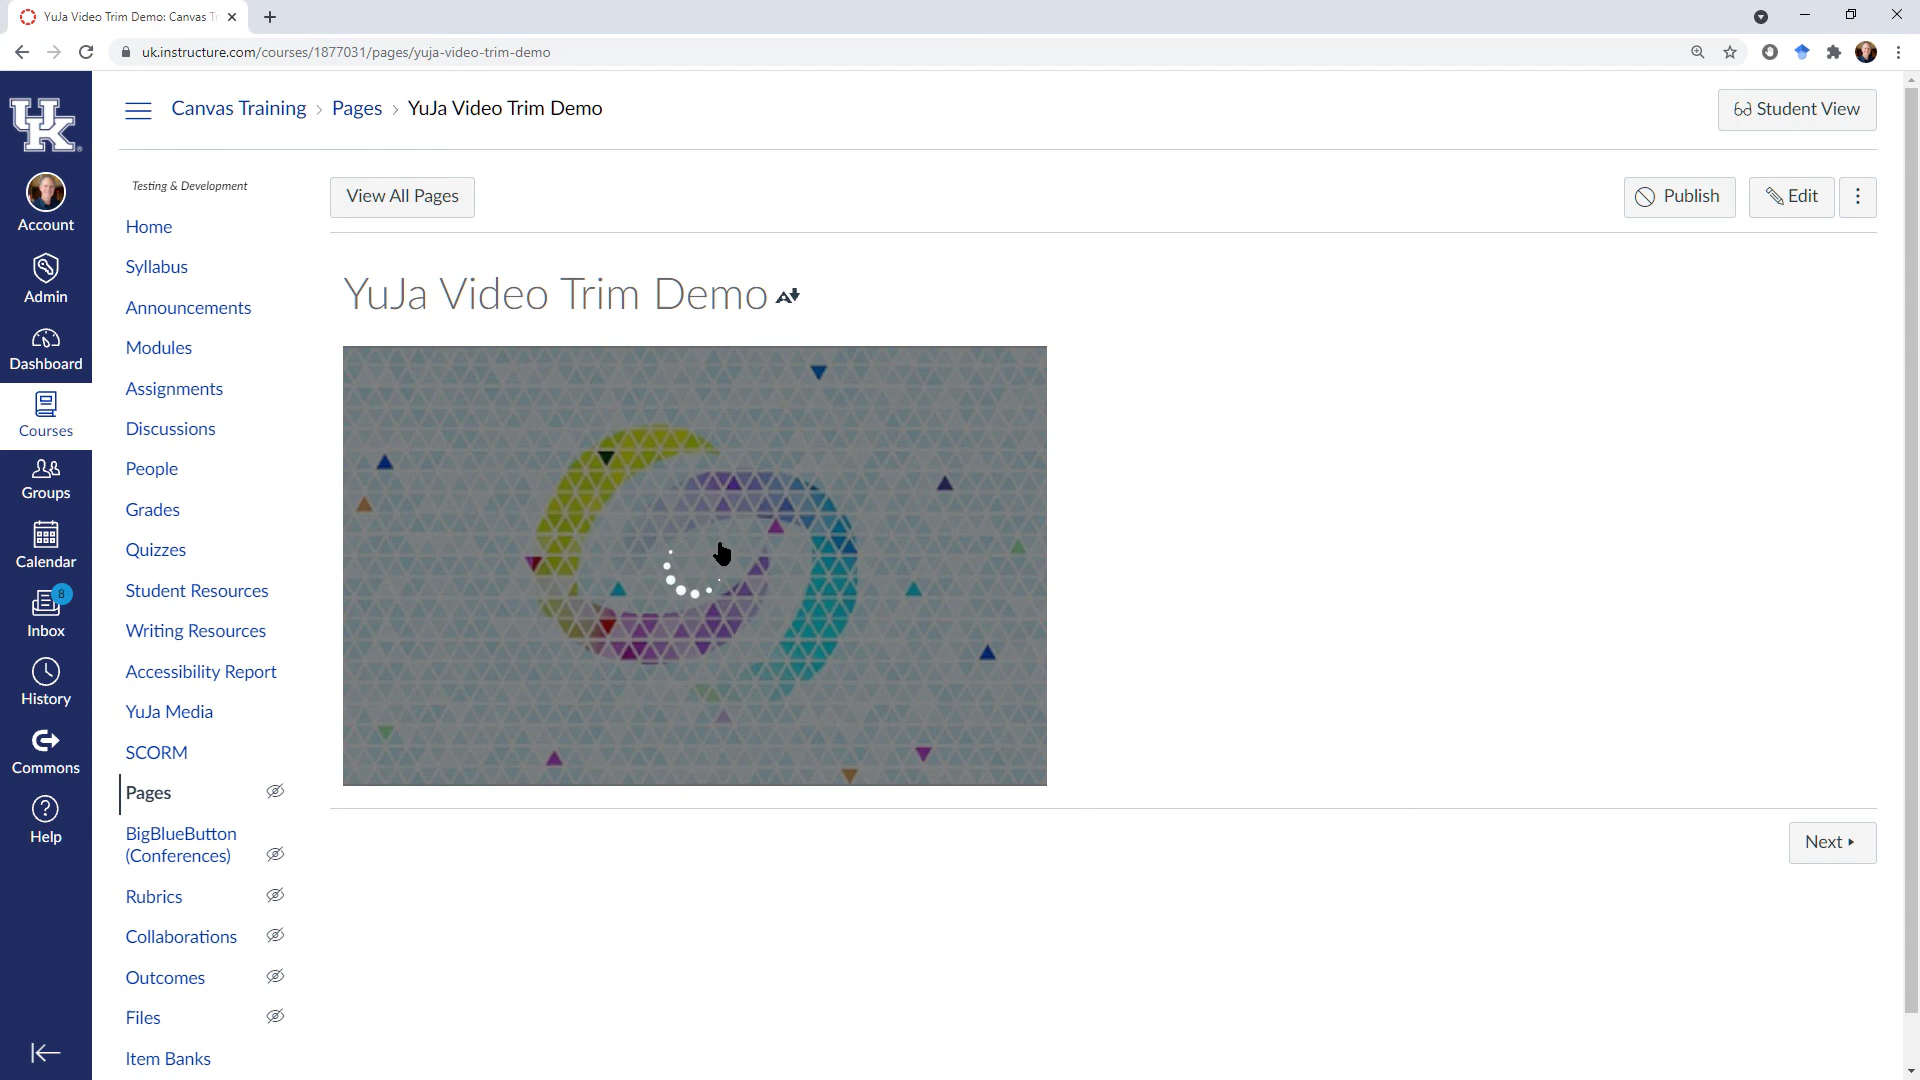 YuJa Video Trim Demo: Canvas Tr
uk.instructure.com/courses/1877031/pages/yuja-video-trim-demo
UK
Canvas Training › Pages › YuJa Video Trim Demo
Student View
Account
Admin
Dashboard
Courses
Groups
Calendar
8
Inbox
History
Commons
Help
Testing & Development
Home
Syllabus
Announcements
Modules
Assignments
Discussions
People
Grades
Quizzes
Student Resources
Writing Resources
Accessibility Report
YuJa Media
SCORM
Pages
BigBlueButton
(Conferences)
Rubrics
Collaborations
Outcomes
Files
Item Banks
View All Pages
Publish
Edit
YuJa Video Trim Demo
Next